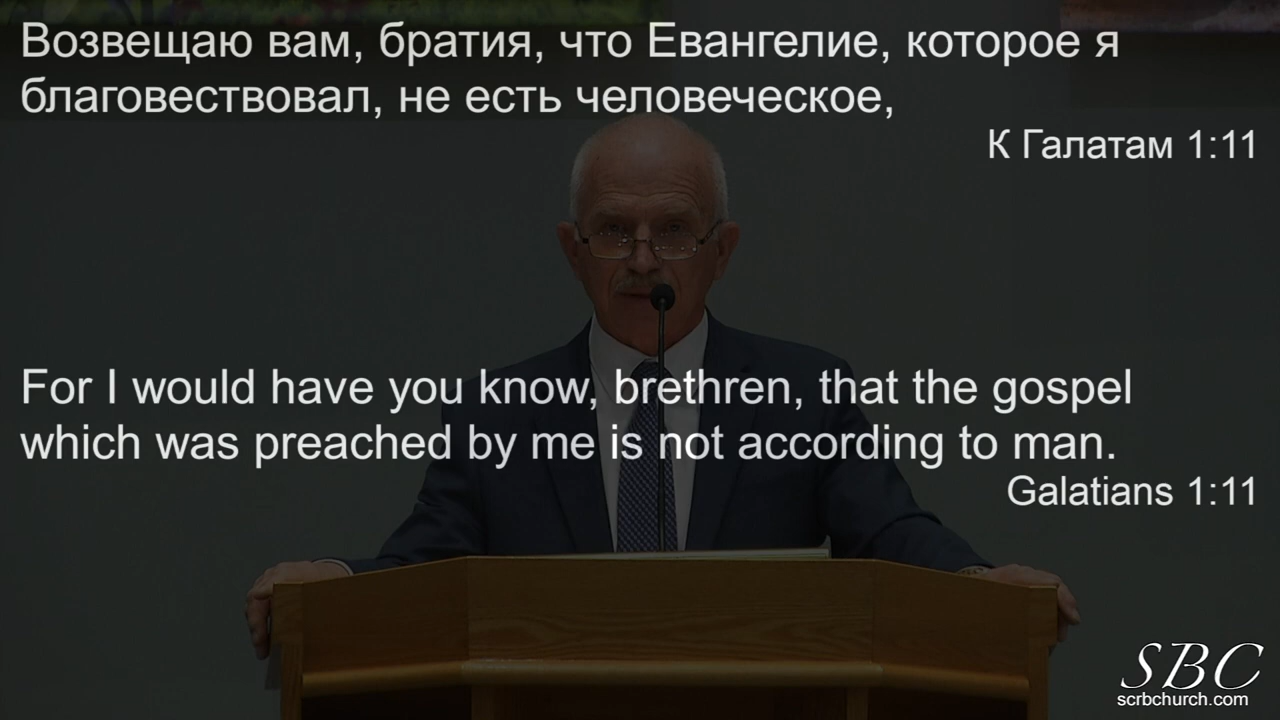 Возвещаю вам, братия, что Евангелие, которое я
благовествовал, не есть человеческое,
К Галатам 1:11
For I would have you know, brethren, that the gospel
which was preached by me is not according to man.
Galatians 1:11
SBC
scrbchurch.com